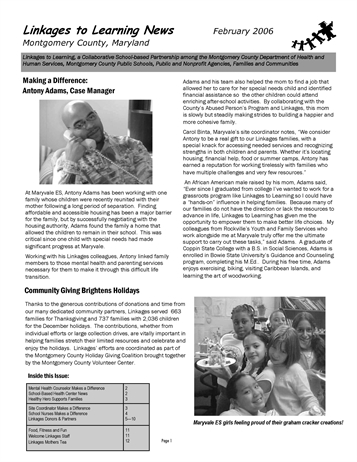 Linkages to Learning News
February 2006
Montgomery County, Maryland
Linkages to Learning, a Collaborative School-based Partnership among the Montgomery County Department of Health and
Human Services, Montgomery County Public Schools, Public and Nonprofit Agencies, Families and Communities
Making a Difference:
Antony Adams, Case Manager
At Maryvale ES, Antony Adams has been working with one
family whose children were recently reunited with their
mother following a long period of separation. Finding
affordable and accessible housing has been a major barrier
for the family; but by successfully negotiating with the
housing authority, Adams found the family a home that
allowed the children to remain in their school. This was
critical since one child with special needs had made
significant progress at Maryvale.
Working with his Linkages colleagues, Antony linked family
members to those mental health and parenting services
necessary for them to make it through this difficult life
transition.
Community Giving Brightens Holidays
Thanks to the generous contributions of donations and time from
our many dedicated community partners, Linkages served 663
families for Thanksgiving and 737 families with 2,036 children
for the December holidays. The contributions, whether from
individual efforts or large collection drives, are vitally important in
helping families stretch their limited resources and celebrate and
enjoy the holidays. Linkages' efforts are coordinated as part of
the Montgomery County Holiday Giving Coalition brought together
by the Montgomery County Volunteer Center.
Inside this Issue:
Mental Health Counselor Makes a Difference 2
School-Based Health Center News 2
Healthy Hero Supports Families 3
Site Coordinator Makes a Difference 4
School Nurses Makes a Difference 5
Linkages Donors & Partners 5—10
Food, Fitness and Fun 11
Welcome Linkages Staff 11
Linkages Mothers Tea 12
Page 1
Adams and his team also helped the mom to find a job that
allowed her to care for her special needs child and identified
financial assistance so the other children could attend
enriching after-school activities. By collaborating with the
County's Abused Person's Program and Linkages, this mom
is slowly but steadily making strides to building a happier and
more cohesive family.
Carol Binta, Maryvale's site coordinator notes, "We consider
Antony to be a real gift to our Linkages families, with a
special knack for accessing needed services and recognizing
strengths in both children and parents. Whether it's locating
housing, financial help, food or summer camps, Antony has
earned a reputation for working tirelessly with families who
have multiple challenges and very few resources."
An African American male raised by his mom, Adams said,
"Ever since I graduated from college I've wanted to work for a
grassroots program like Linkages to Learning so I could have
a "hands-on" influence in helping families. Because many of
our families do not have the direction or lack the resources to
advance in life, Linkages to Learning has given me the
opportunity to empower them to make better life choices. My
colleagues from Rockville's Youth and Family Services who
work alongside me at Maryvale truly offer me the ultimate
support to carry out these tasks," said Adams. A graduate of
Coppin State College with a B.S. in Social Sciences, Adams is
enrolled in Bowie State University's Guidance and Counseling
program, completing his M.Ed. During his free time, Adams
enjoys exercising, biking, visiting Caribbean Islands, and
learning the art of woodworking.
Maryvale ES girls feeling proud of their graham cracker creations!